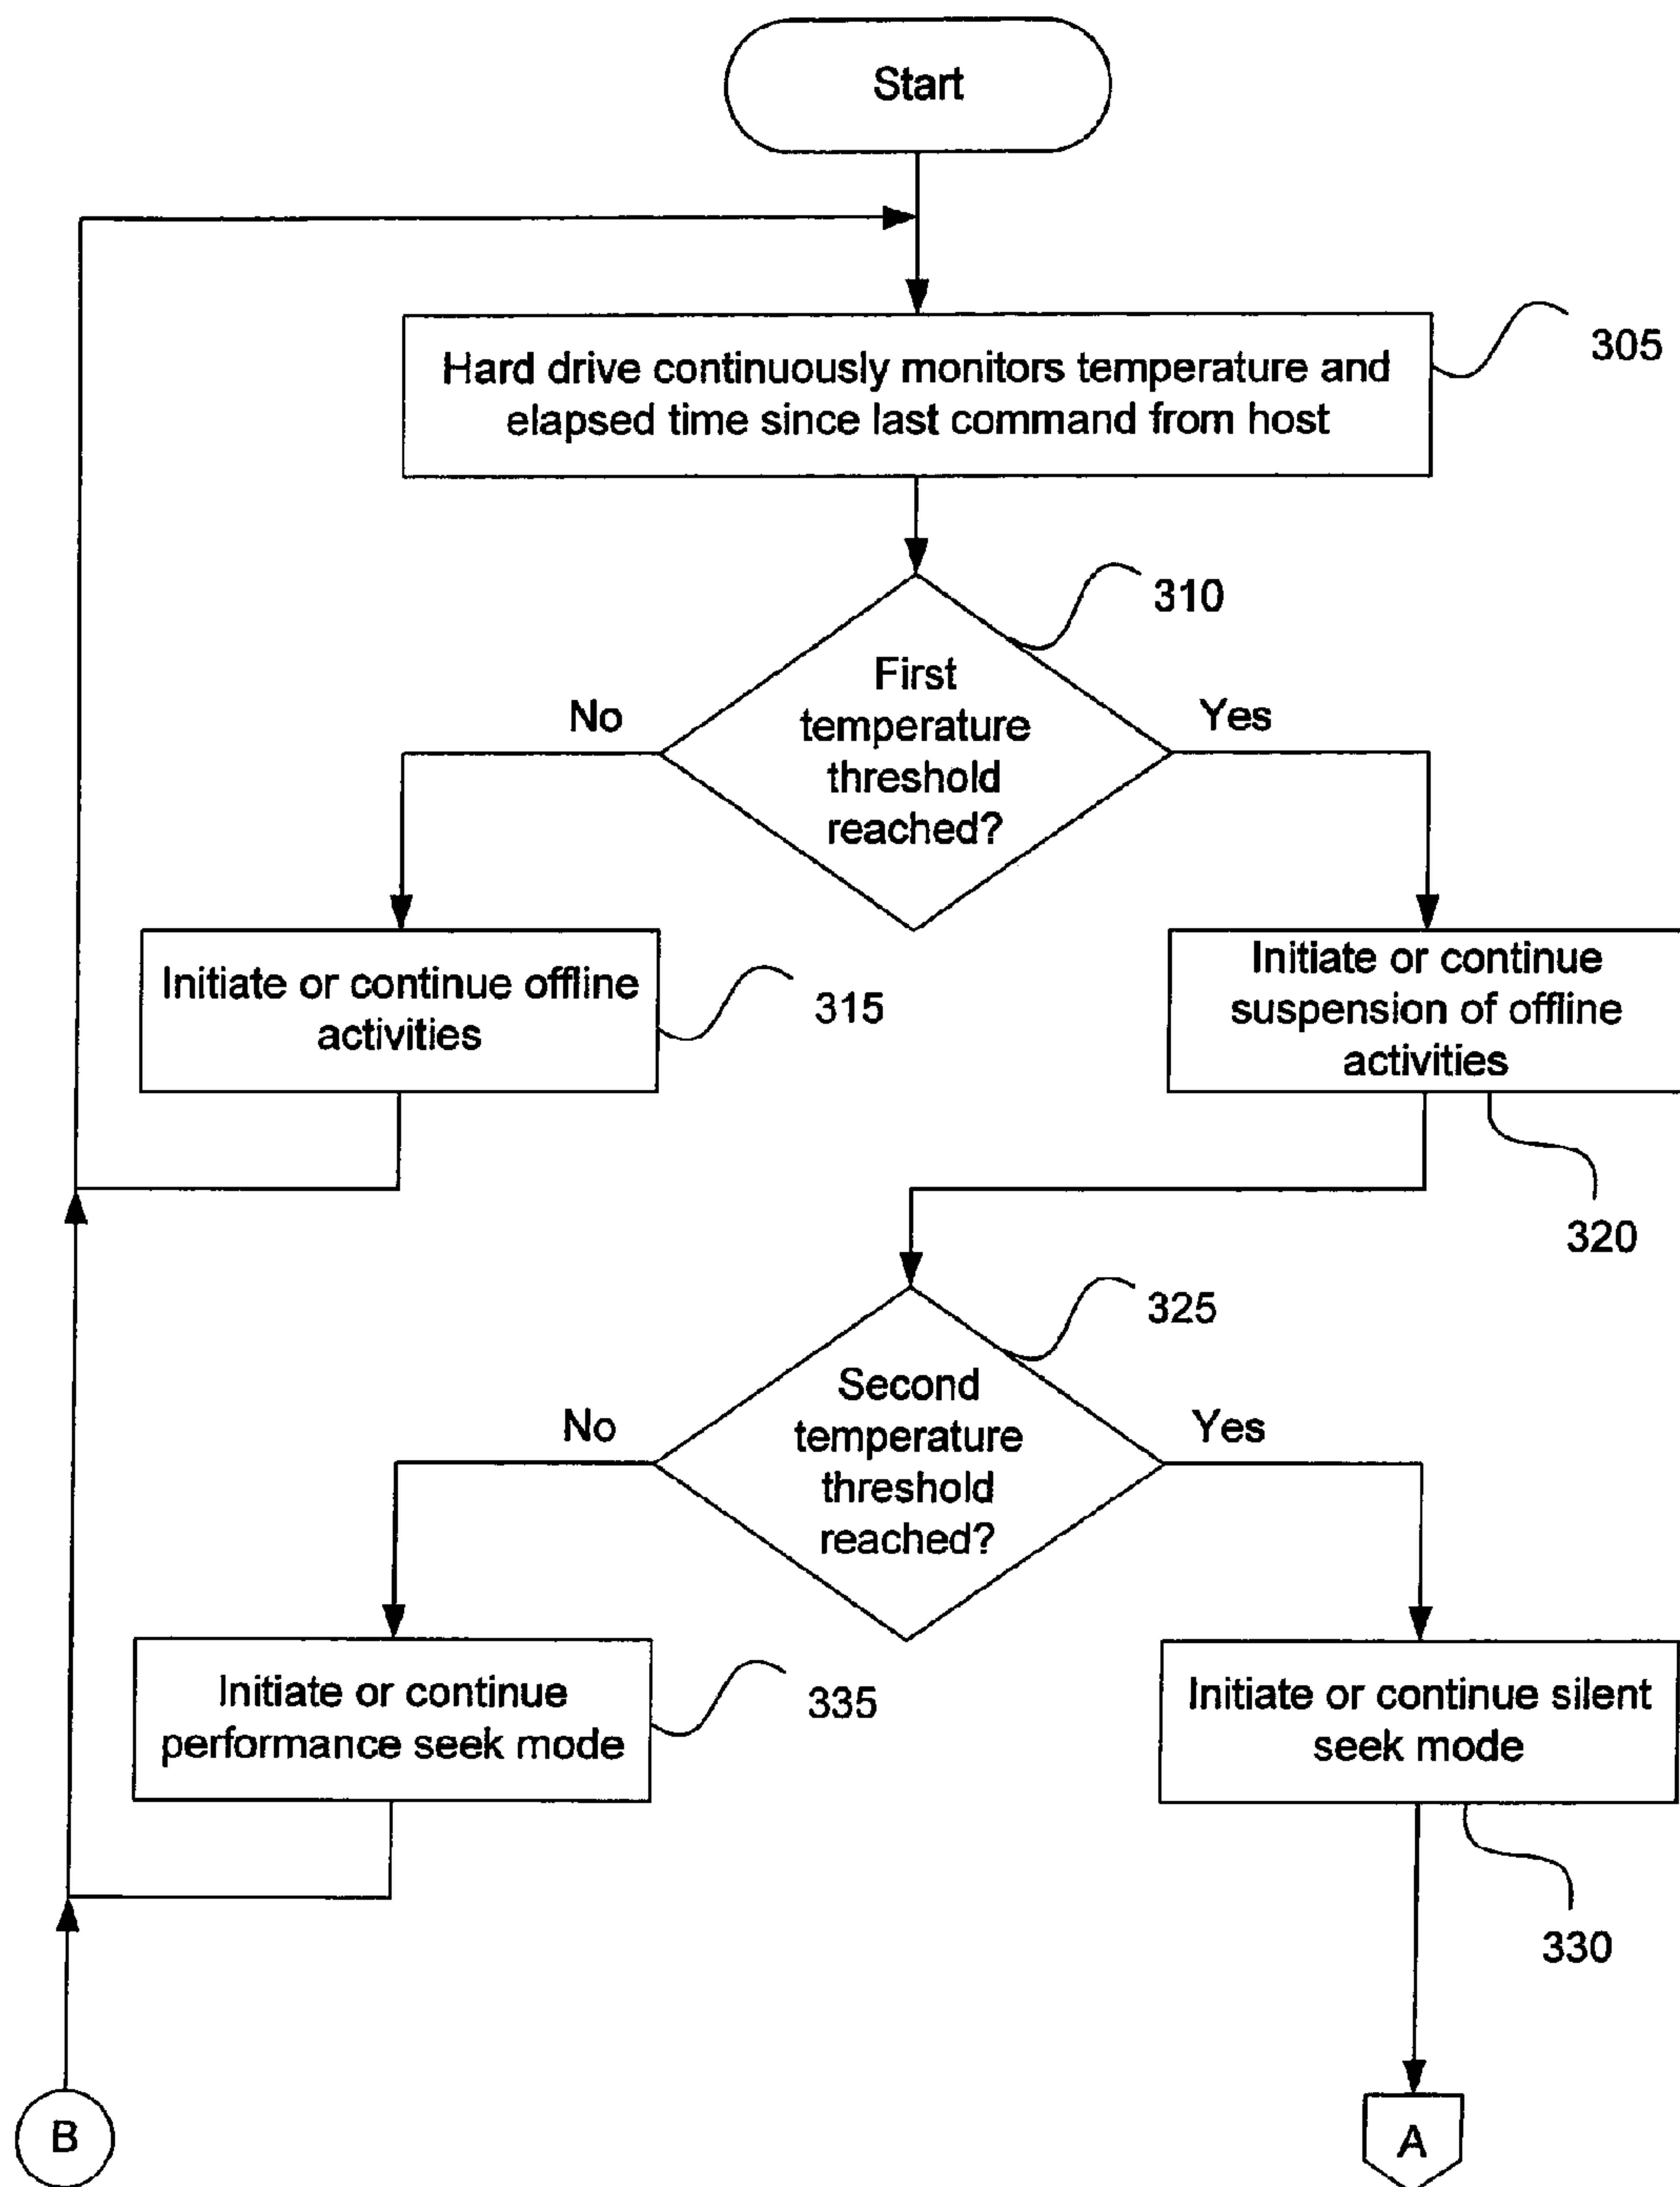 Start
Hard drive continuously monitors temperature and
elapsed time since last command from host
305
310
First
temperature
threshold
reached?
No
Yes
Initiate or continue offline
activities
315
Initiate or continue
suspension of offline
activities
320
325
Second
temperature
threshold
reached?
No
Yes
Initiate or continue
performance seek mode
335
Initiate or continue silent
seek mode
330
B
A